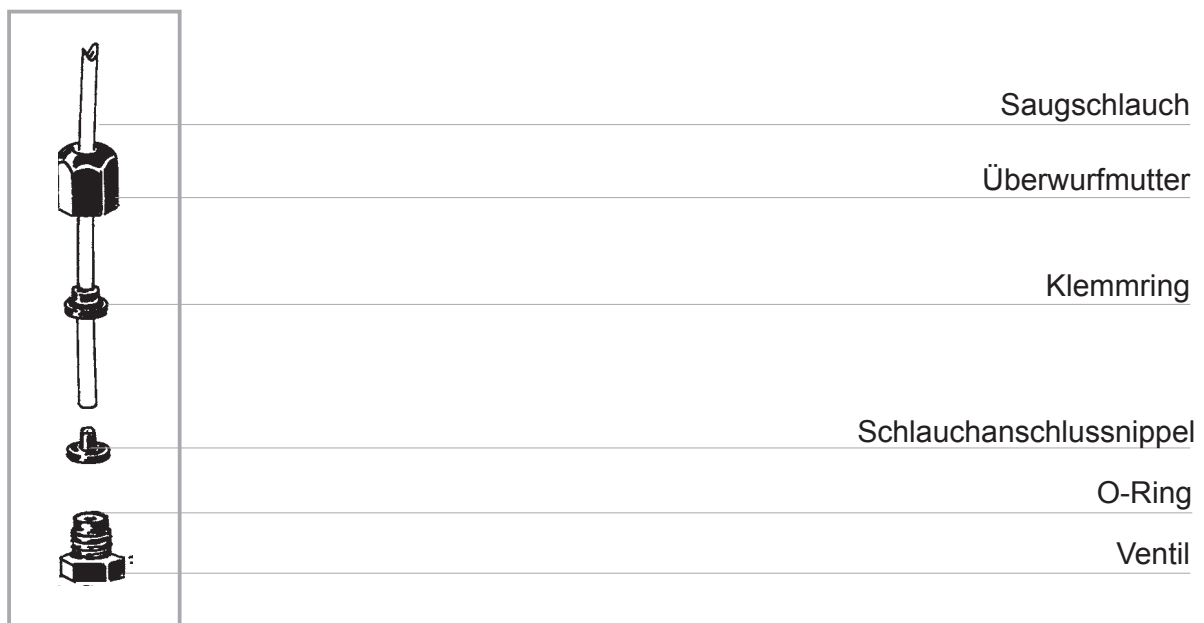 Saugschlauch
Überwurfmutter
Klemmring
Schlauchanschlussnippel
O-Ring
Ventil